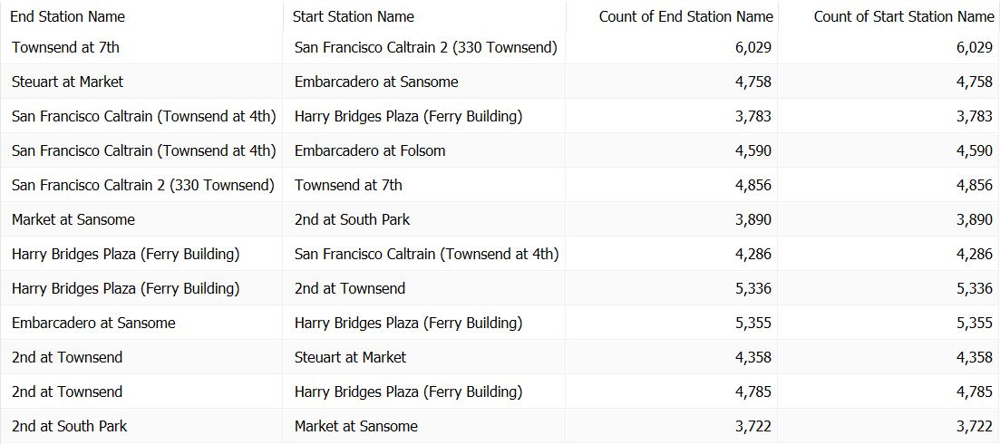 End Station Name Start Station Name Count of End Station Name Count of Start Station Name
Townsend at 7th San Francisco Caltrain 2 (330 Townsend) 6,029 6,029
Steuart at Market Embarcadero at Sansome 4,758 4,758
San Francisco Caltrain (Townsend at 4th) Harry Bridges Plaza (Ferry Building) 3,783 3,783
San Francisco Caltrain (Townsend at 4th) Embarcadero at Folsom 4,590 4,590
San Francisco Caltrain 2 (330 Townsend) Townsend at 7th 4,856 4,856
Market at Sansome 2nd at South Park 3,890 3,890
Harry Bridges Plaza (Ferry Building) San Francisco Caltrain (Townsend at 4th) 4,286 4,286
Harry Bridges Plaza (Ferry Building) 2nd at Townsend 5,336 5,336
Embarcadero at Sansome Harry Bridges Plaza (Ferry Building) 5,355 5,355
2nd at Townsend Steuart at Market 4,358 4,358
2nd at Townsend Harry Bridges Plaza (Ferry Building) 4,785 4,785
2nd at South Park Market at Sansome 3,722 3,722